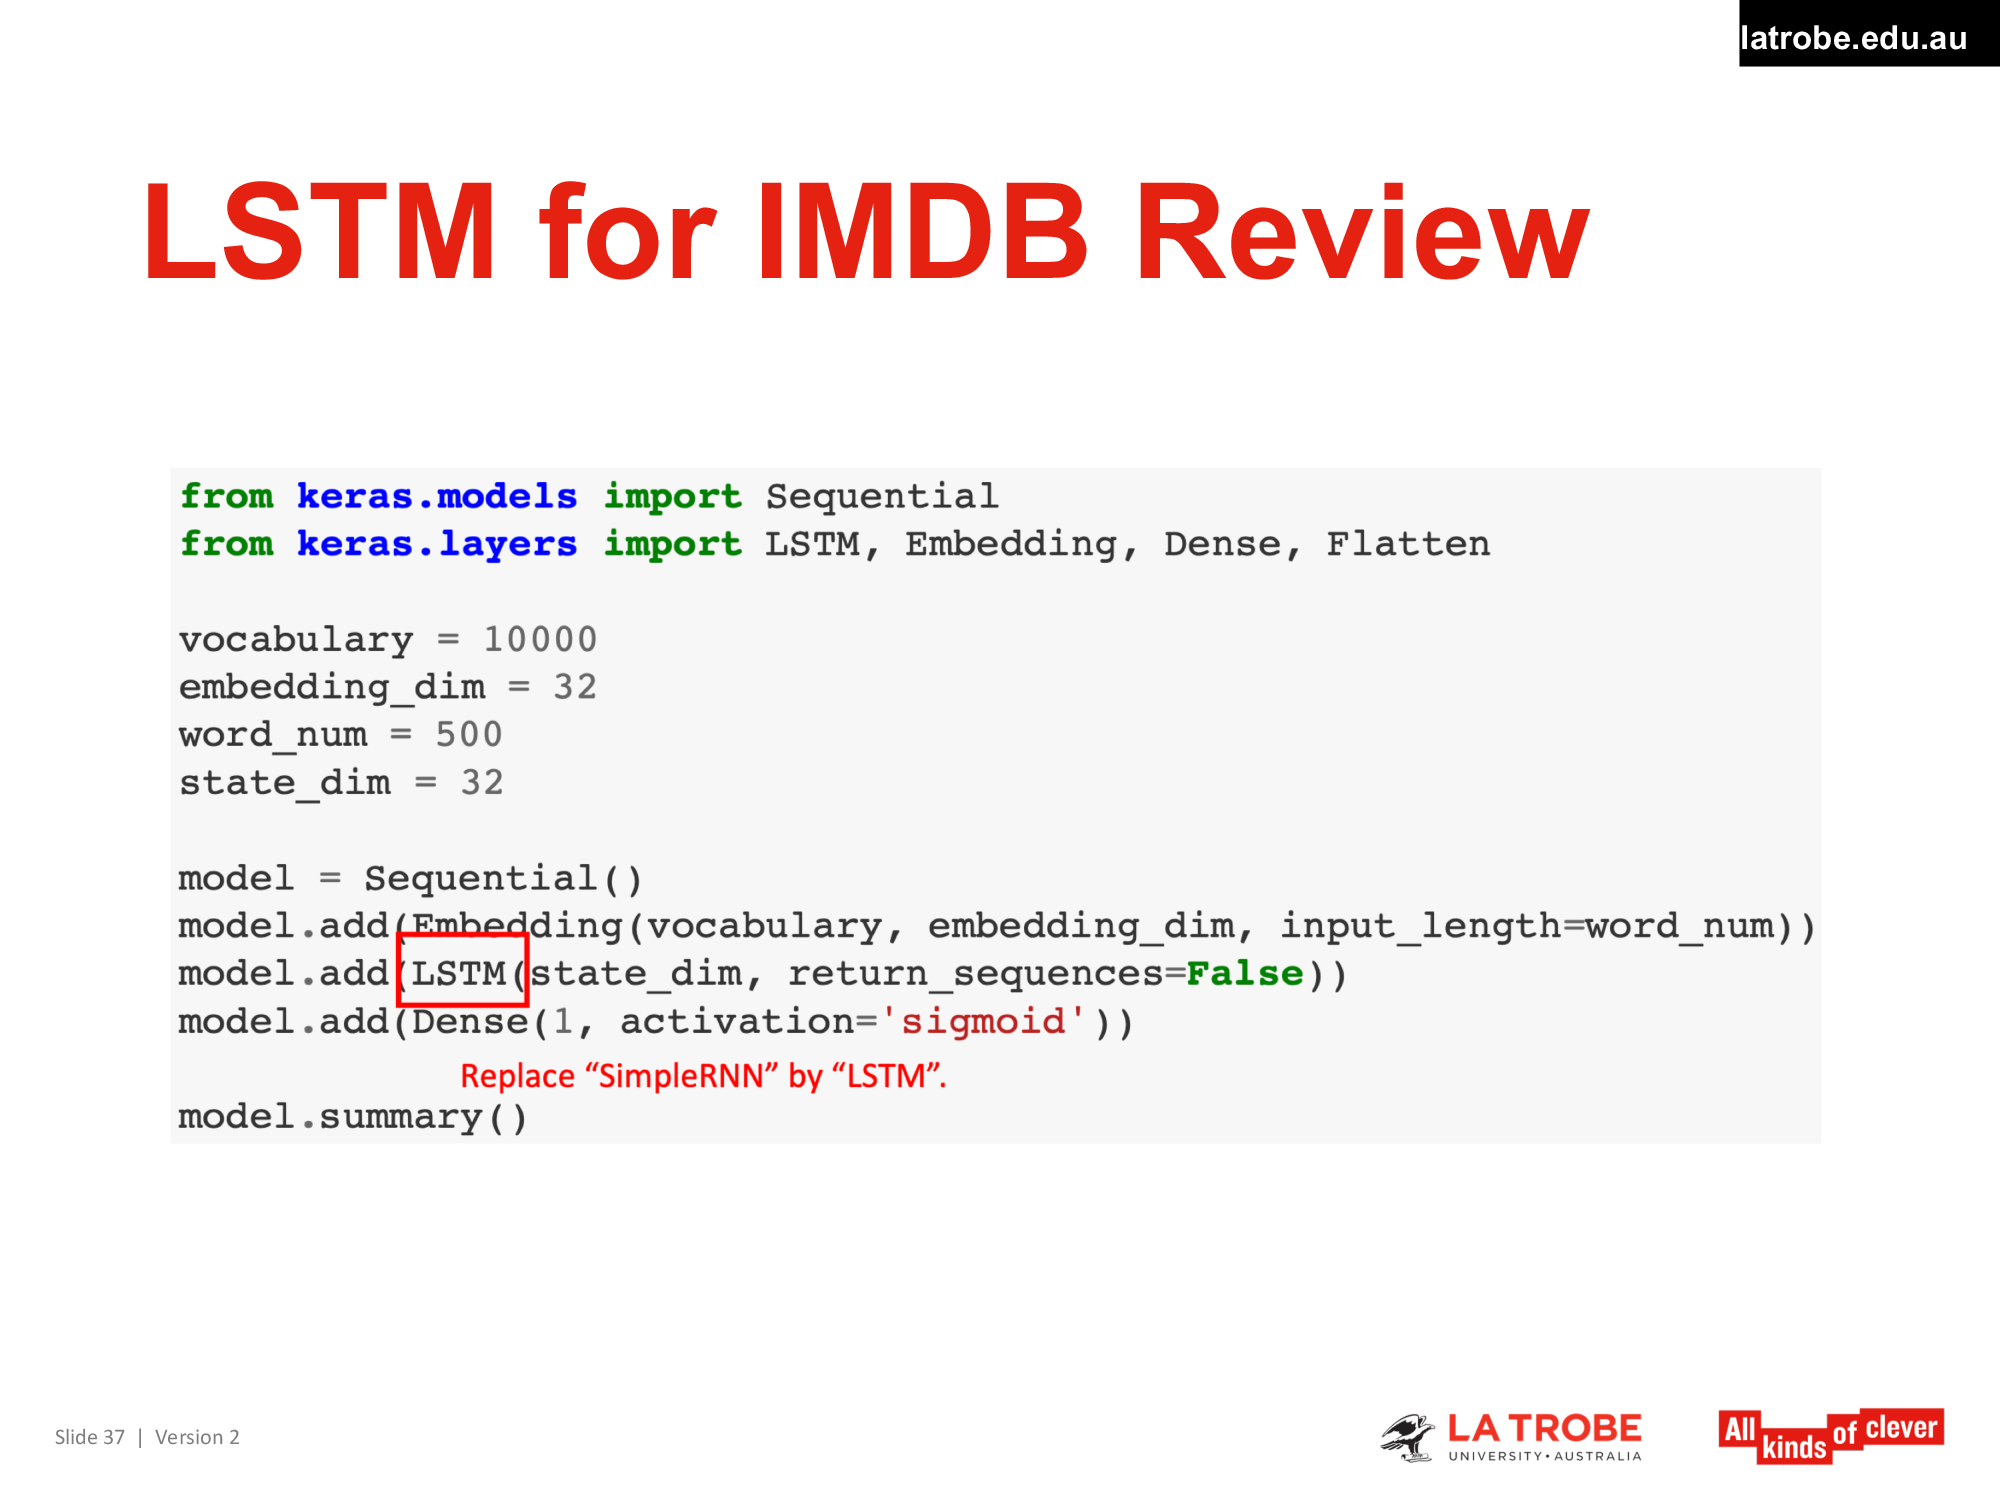 latrobe.edu.au
LSTM for IMDB Review
from keras.models import Sequential
from keras.layers import LSTM, Embedding, Dense, Flatten
vocabulary = 10000
embedding_dim = 32
word_num = 500
state_dim = 32
model = Sequential()
model.add(Embedding(vocabulary, embedding_dim, input_length=word_num))
model.add(LSTM(state_dim, return_sequences=False))
model.add(Dense(1, activation='sigmoid'))
Replace “SimpleRNN” by “LSTM”.
model.summary()
Slide 37 | Version 2
LA TROBE
UNIVERSITY • AUSTRALIA
All kinds of clever